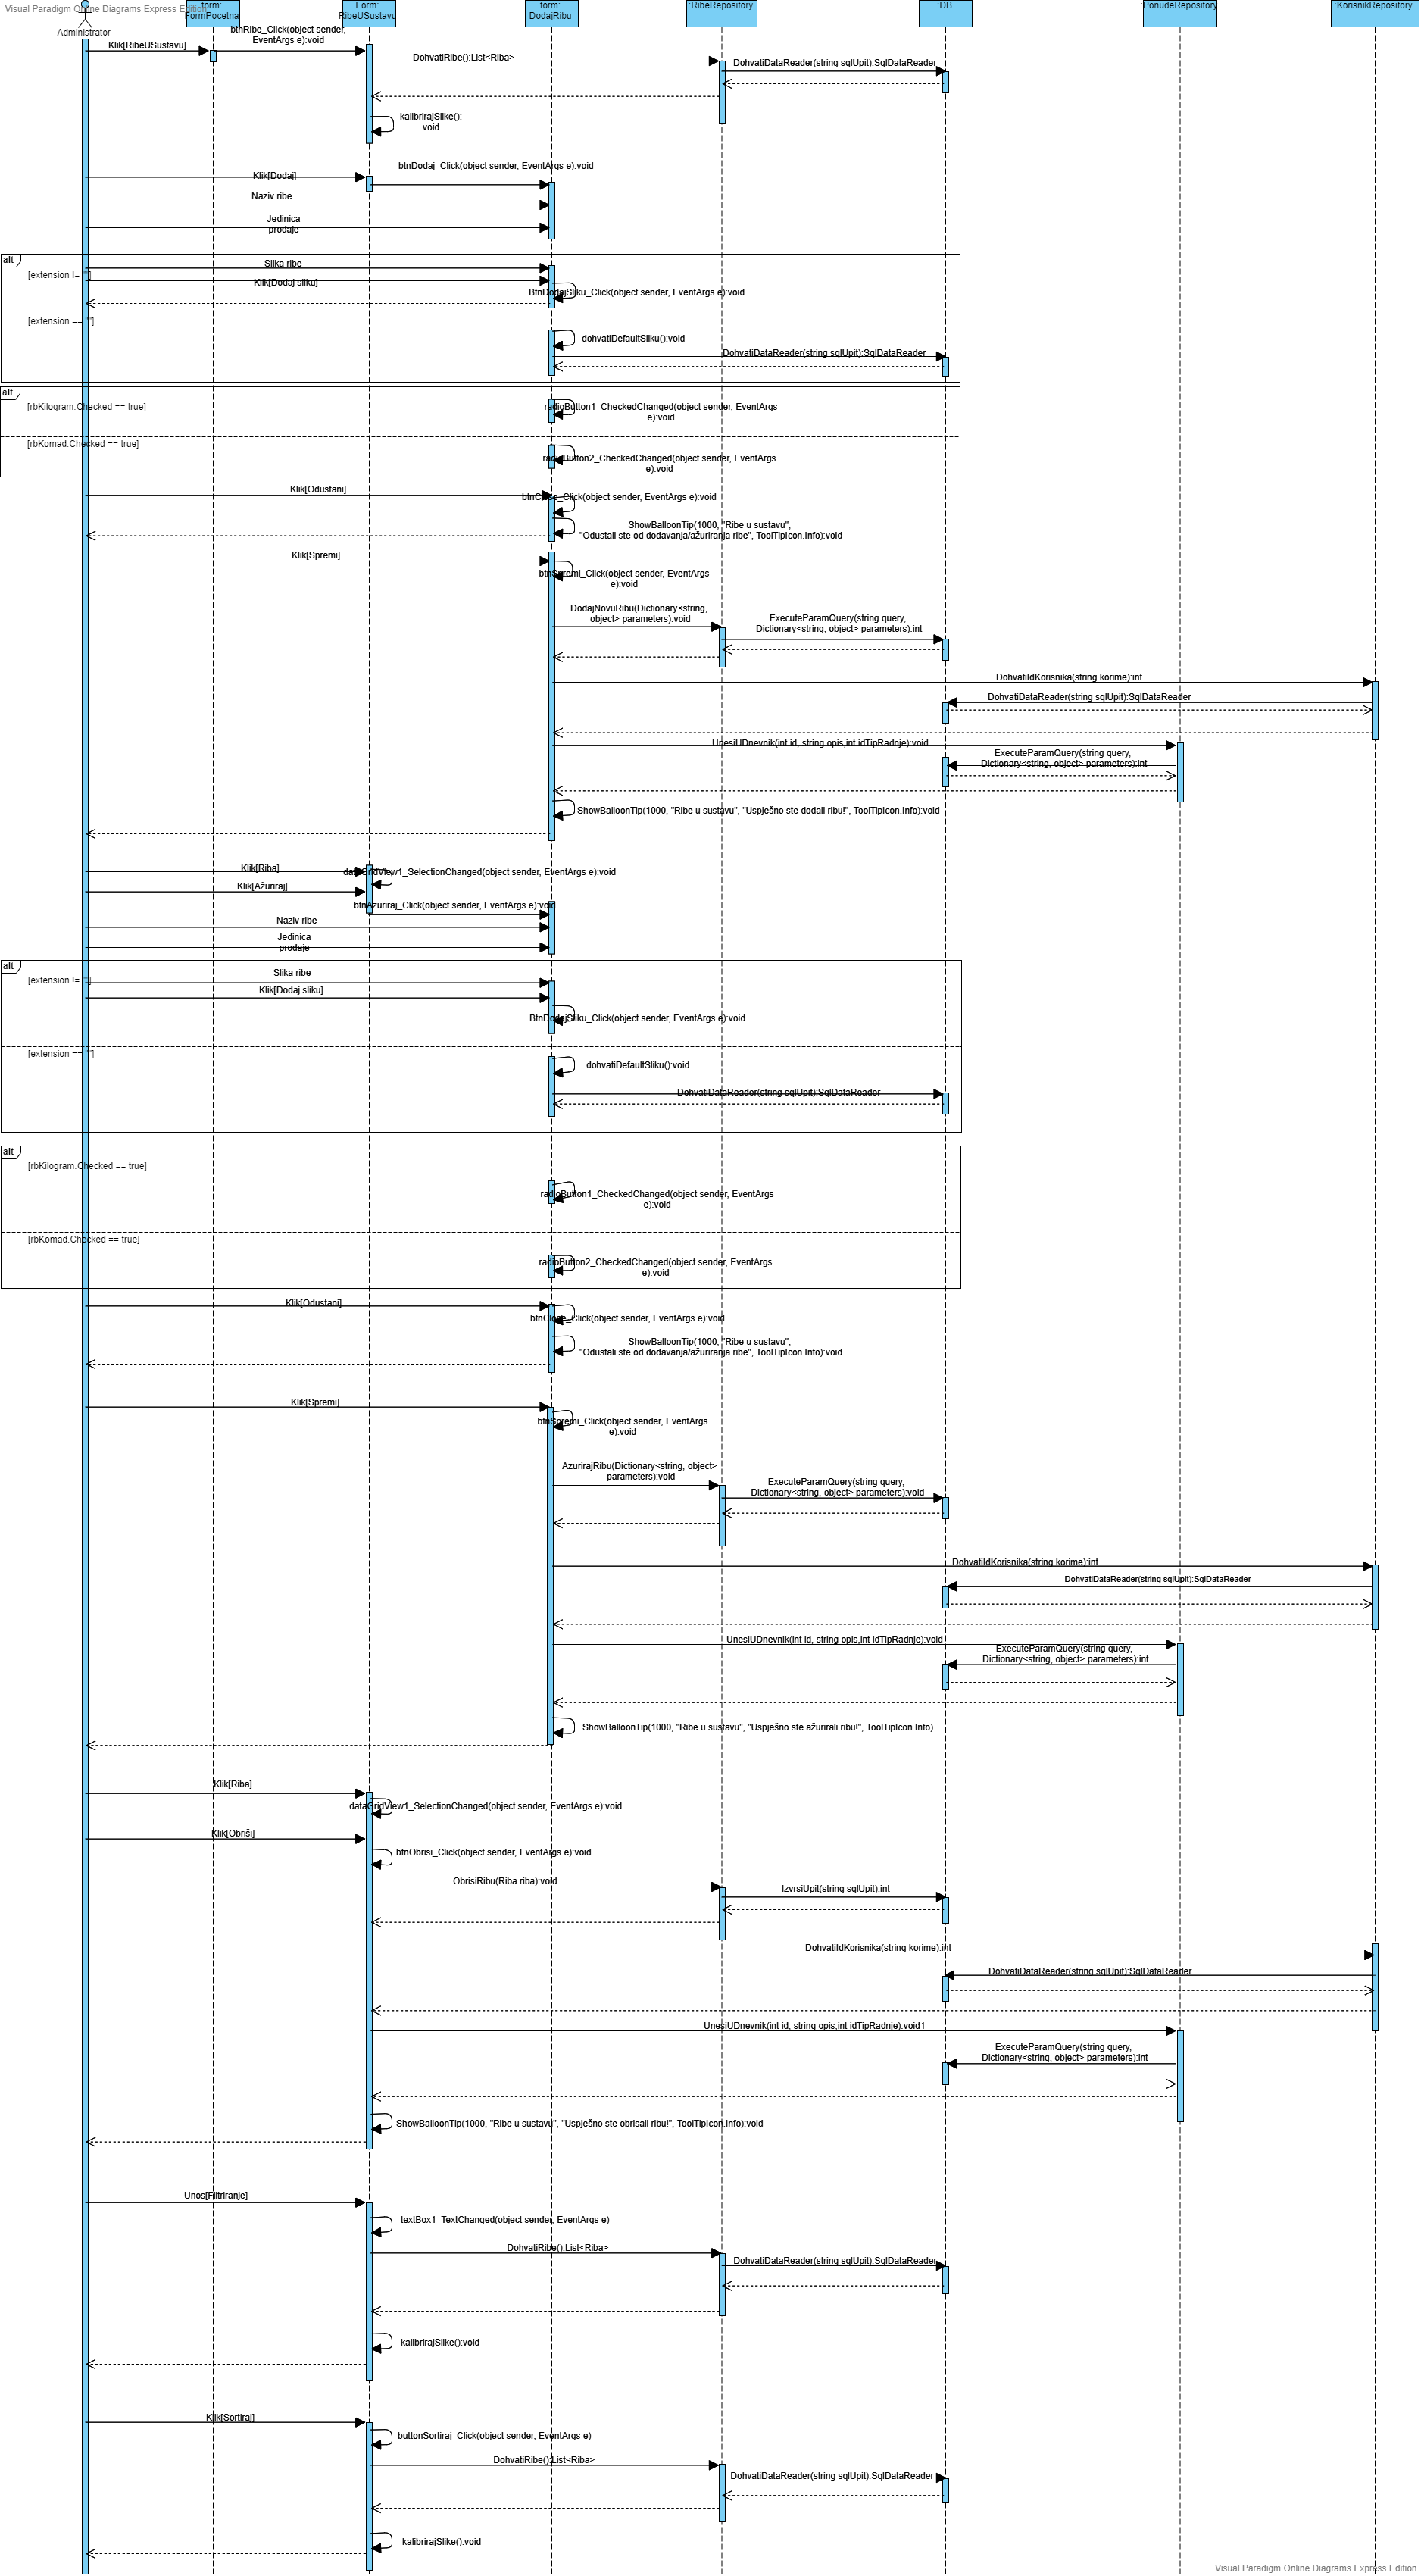 Visual Paradigm Online Diagrams Express Edition
Administrator
form:
FormPocetna
Form:
RibeUSustavu
form:
DodajRibu
:RibeRepository
:DB
:PonudeRepository
:KorisnikRepository
Klik[RibeUSustavu]
btnRibe_Click(object sender,
EventArgs e):void
DohvatiRibe():List<Riba>
DohvatiDataReader(string sqlUpit):SqlDataReader
kalibrirajSlike():
void
Klik[Dodaj]
btnDodaj_Click(object sender, EventArgs e):void
Naziv ribe
Jedinica
prodaje
alt
[extension != ""]
Slika ribe
Klik[Dodaj sliku]
BtnDodajSliku_Click(object sender, EventArgs e):void
[extension == ""]
dohvatiDefaultSliku():void
DohvatiDataReader(string sqlUpit):SqlDataReader
alt
[rbKilogram.Checked == true]
radioButton1_CheckedChanged(object sender, EventArgs
e):void
[rbKomad.Checked == true]
radioButton2_CheckedChanged(object sender, EventArgs
e):void
Klik[Odustani]
btnClose_Click(object sender, EventArgs e):void
ShowBalloonTip(1000, "Ribe u sustavu",
"Odustali ste od dodavanja/ažuriranja ribe", ToolTipIcon.Info):void
Klik[Spremi]
btnSpremi_Click(object sender, EventArgs
e):void
DodajNovuRibu(Dictionary<string,
object> parameters):void
ExecuteParamQuery(string query,
Dictionary<string, object> parameters):int
DohvatiIdKorisnika(string korime):int
DohvatiDataReader(string sqlUpit):SqlDataReader
UnesiUDnevnik(int id, string opis,int idTipRadnje):void
ExecuteParamQuery(string query,
Dictionary<string, object> parameters):int
ShowBalloonTip(1000, "Ribe u sustavu", "Uspješno ste dodali ribu!", ToolTipIcon.Info):void
Klik[Riba]
dataGridView1_SelectionChanged(object sender, EventArgs e):void
Klik[Ažuriraj]
btnAzuriraj_Click(object sender, EventArgs e):void
Naziv ribe
Jedinica
prodaje
alt
[extension != ""]
Slika ribe
Klik[Dodaj sliku]
BtnDodajSliku_Click(object sender, EventArgs e):void
[extension == ""]
dohvatiDefaultSliku():void
DohvatiDataReader(string sqlUpit):SqlDataReader
alt
[rbKilogram.Checked == true]
radioButton1_CheckedChanged(object sender, EventArgs
e):void
[rbKomad.Checked == true]
radioButton2_CheckedChanged(object sender, EventArgs
e):void
Klik[Odustani]
btnClose_Click(object sender, EventArgs e):void
ShowBalloonTip(1000, "Ribe u sustavu",
"Odustali ste od dodavanja/ažuriranja ribe", ToolTipIcon.Info):void
Klik[Spremi]
btnSpremi_Click(object sender, EventArgs
e):void
AzurirajRibu(Dictionary<string, object>
parameters):void
ExecuteParamQuery(string query,
Dictionary<string, object> parameters):void
DohvatiIdKorisnika(string korime):int
DohvatiDataReader(string sqlUpit):SqlDataReader
UnesiUDnevnik(int id, string opis,int idTipRadnje):void
ExecuteParamQuery(string query,
Dictionary<string, object> parameters):int
ShowBalloonTip(1000, "Ribe u sustavu", "Uspješno ste ažurirali ribu!", ToolTipIcon.Info)
Klik[Riba]
dataGridView1_SelectionChanged(object sender, EventArgs e):void
Klik[Obriši]
btnObrisi_Click(object sender, EventArgs e):void
ObrisiRibu(Riba riba):void
IzvrsiUpit(string sqlUpit):int
DohvatiIdKorisnika(string korime):int
DohvatiDataReader(string sqlUpit):SqlDataReader
UnesiUDnevnik(int id, string opis,int idTipRadnje):void1
ExecuteParamQuery(string query,
Dictionary<string, object> parameters):int
ShowBalloonTip(1000, "Ribe u sustavu", "Uspješno ste obrisali ribu!", ToolTipIcon.Info):void
Unos[Filtriranje]
textBox1_TextChanged(object sender, EventArgs e)
DohvatiRibe():List<Riba>
DohvatiDataReader(string sqlUpit):SqlDataReader
kalibrirajSlike():void
Klik[Sortiraj]
buttonSortiraj_Click(object sender, EventArgs e)
DohvatiRibe():List<Riba>
DohvatiDataReader(string sqlUpit):SqlDataReader
kalibrirajSlike():void
Visual Paradigm Online Diagrams Express Edition